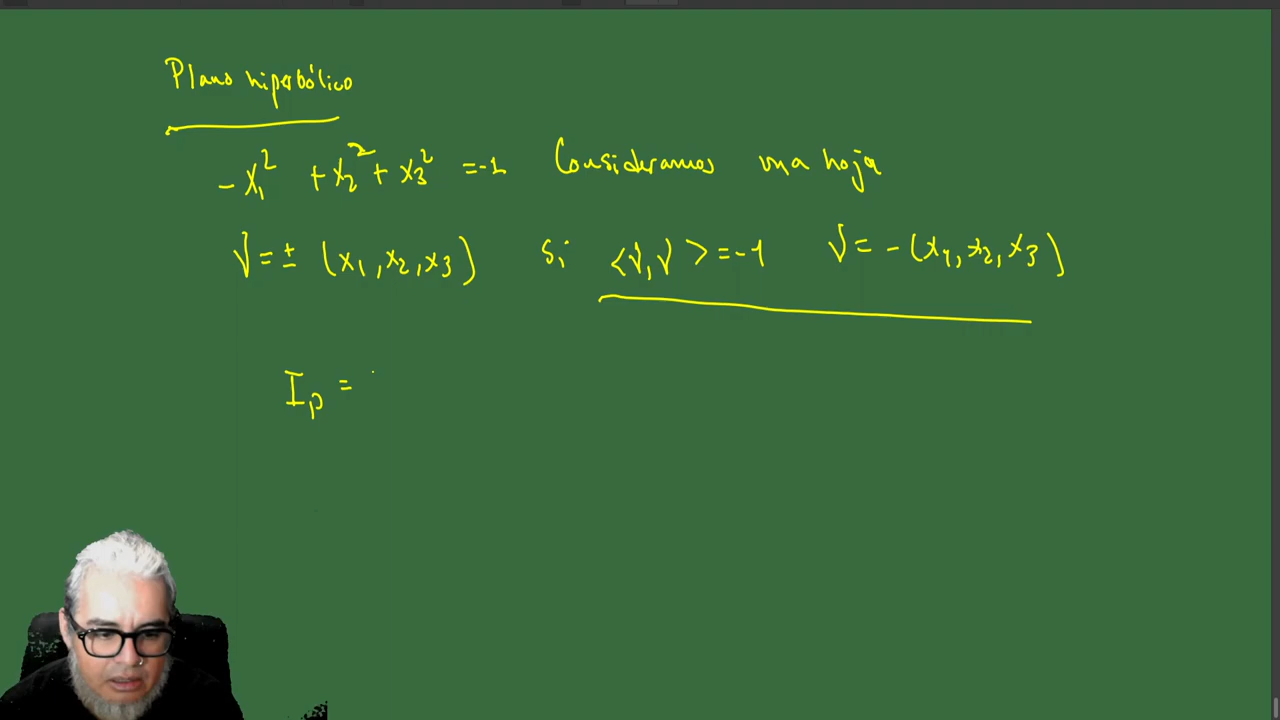 Plano hiperbólico
-x₁² + x₂² + x₃² = -1 Consideramos una hoja
V = ± (x₁, x₂, x₃) si <V, V> = -1 V = -(x₁, x₂, x₃)
I_p =